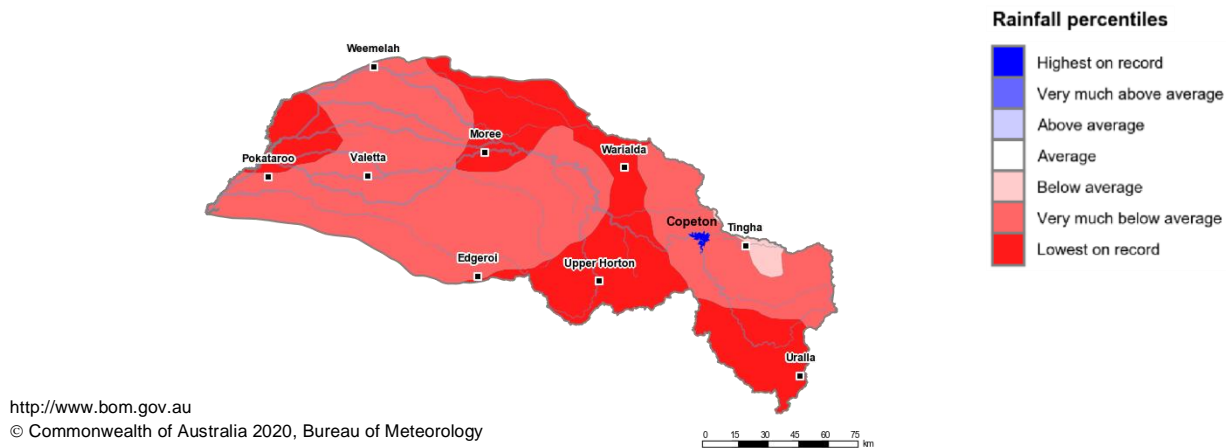 Rainfall percentiles
Highest on record
Very much above average
Above average
Average
Below average
Very much below average
Lowest on record
Weemelah
Moree
Pokataroo
Valetta
Warialda
Copeton
Tingha
Edgeroi
Upper Horton
Uralla
http://www.bom.gov.au
© Commonwealth of Australia 2020, Bureau of Meteorology
0 15 30 45 60 75
km